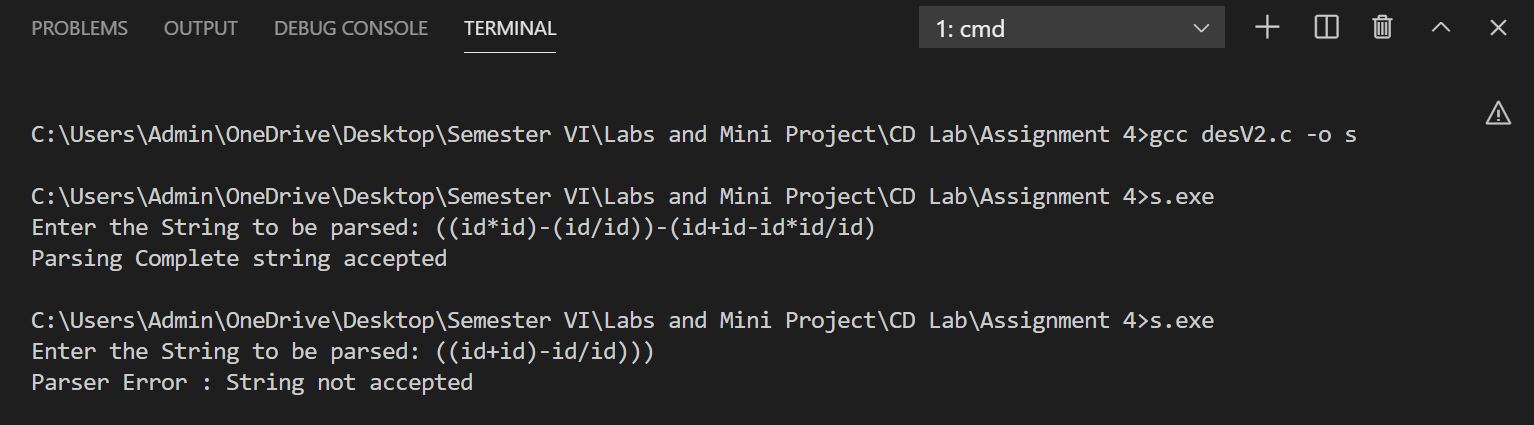 PROBLEMS OUTPUT DEBUG CONSOLE TERMINAL 1: cmd
C:\Users\Admin\OneDrive\Desktop\Semester VI\Labs and Mini Project\CD Lab\Assignment 4>gcc desV2.c -o s
C:\Users\Admin\OneDrive\Desktop\Semester VI\Labs and Mini Project\CD Lab\Assignment 4>s.exe
Enter the String to be parsed: ((id*id)-(id/id))-(id+id-id*id/id)
Parsing Complete string accepted
C:\Users\Admin\OneDrive\Desktop\Semester VI\Labs and Mini Project\CD Lab\Assignment 4>s.exe
Enter the String to be parsed: ((id+id)-id/id)))
Parser Error : String not accepted